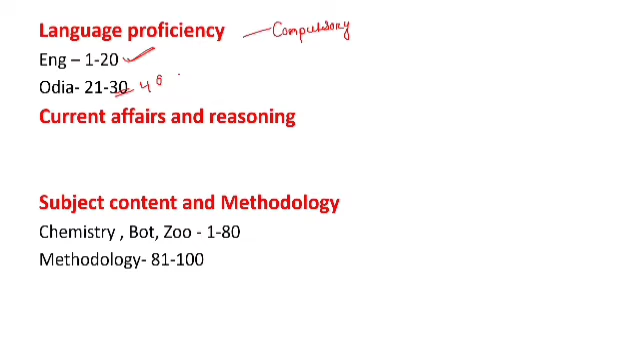 Language proficiency — Compulsory
Eng – 1-20
Odia- 21-30 40
Current affairs and reasoning
Subject content and Methodology
Chemistry , Bot, Zoo - 1-80
Methodology- 81-100